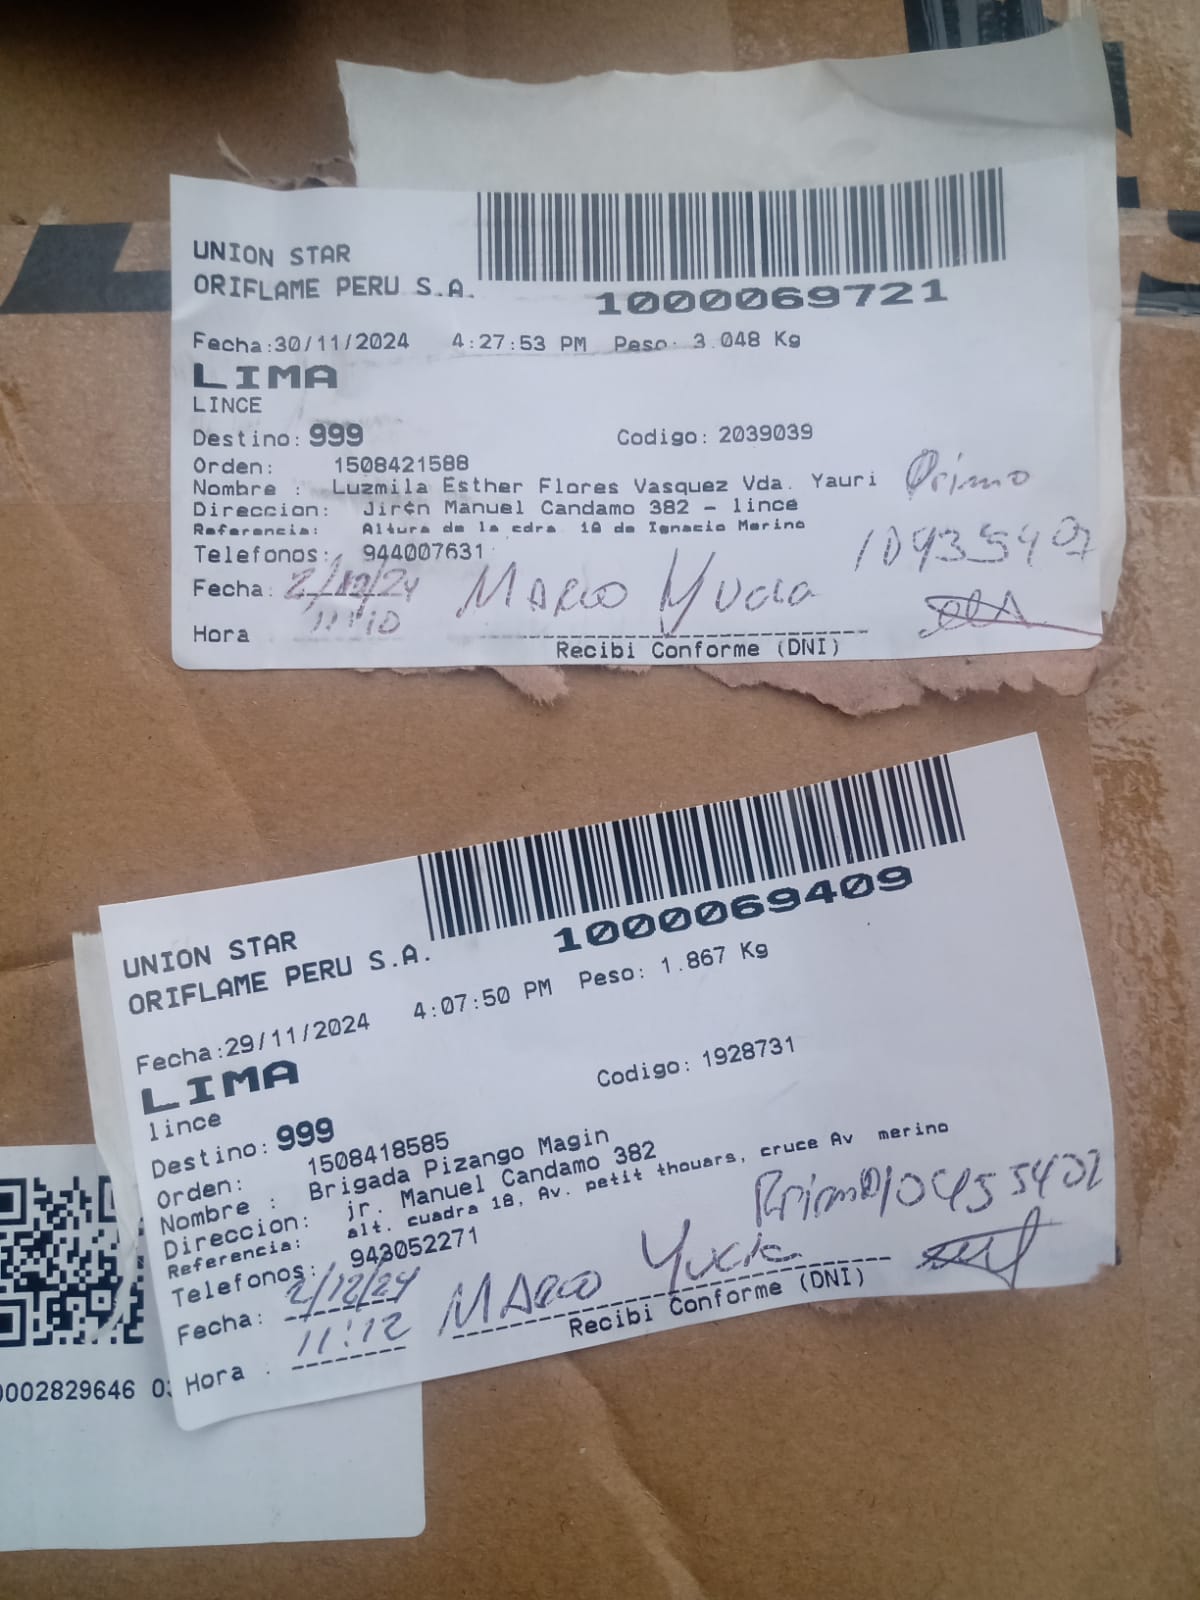 UNION STAR
ORIFLAME PERU S.A.
1000069721
Fecha:30/11/2024 4:27:53 PM Peso: 3.048 Kg
LIMA
LINCE
Destino: 999 Codigo: 2039039
Orden: 1508421588
Nombre : Luzmila Esther Flores Vasquez Vda. Yauri Primo
Direccion: Jir¢n Manuel Candamo 382 - lince
Referencia: Altura de la cdra. 18 de Ignacio Merino
Telefonos: 944007631
Fecha: 2/12/24 MARCO
Hora 11:10
Recibi Conforme (DNI)
UNION STAR
ORIFLAME PERU S.A.
1000069409
Fecha:29/11/2024 4:07:50 PM Peso: 1.867 Kg
LIMA
lince
Destino: 999 Codigo: 1928731
Orden: 1508418585
Nombre : Brigada Pizango Magin
Direccion: jr. Manuel Candamo 382
Referencia: alt. cuadra 18, Av. petit thouars, cruce Av merino
Telefonos: 943052271
Fecha: 2/12/24 MARCO
Hora : 11:12
Recibi Conforme (DNI)
0002829646